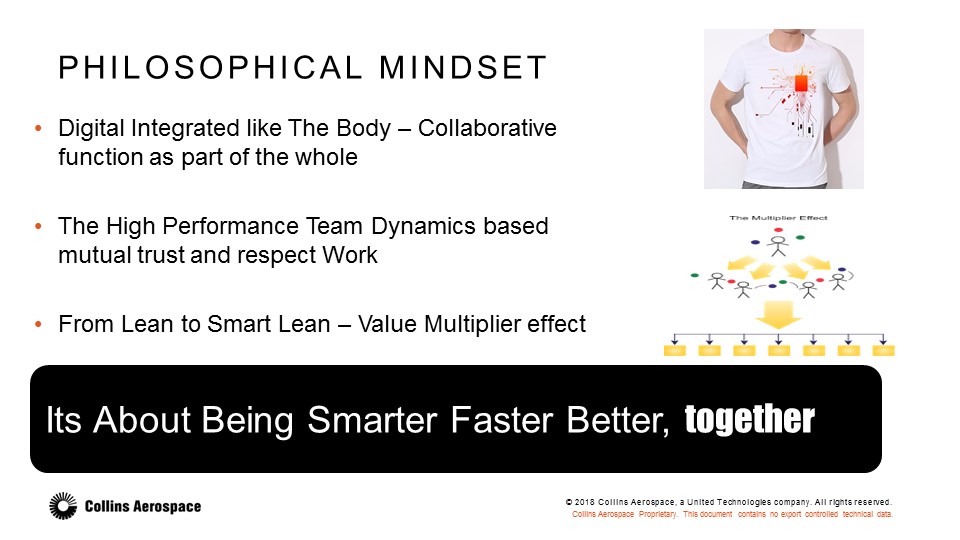 PHILOSOPHICAL MINDSET
• Digital Integrated like The Body – Collaborative
function as part of the whole
• The High Performance Team Dynamics based
mutual trust and respect Work
• From Lean to Smart Lean – Value Multiplier effect
The Multiplier Effect
Its About Being Smarter Faster Better, together
Collins Aerospace
© 2018 Collins Aerospace, a United Technologies company. All rights reserved.
Collins Aerospace Proprietary. This document contains no export controlled technical data.